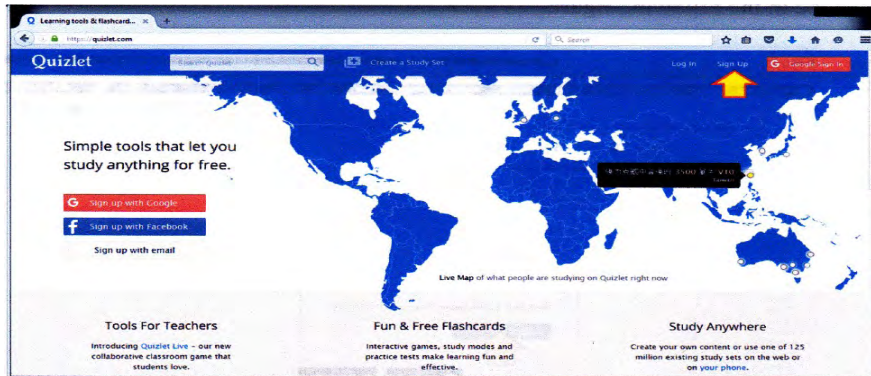 Learning tools & flashcard...
https://quizlet.com
Search
Quizlet
Search Quizlet
Create a Study Set
Log In
Sign Up
G Google Sign In
Simple tools that let you
study anything for free.
G Sign up with Google
f Sign up with Facebook
Sign up with email
3500
V10
Live Map of what people are studying on Quizlet right now
Tools For Teachers
Introducing Quizlet Live – our new
collaborative classroom game that
students love.
Fun & Free Flashcards
Interactive games, study modes and
practice tests make learning fun and
effective.
Study Anywhere
Create your own content or use one of 125
million existing study sets on the web or
on your phone.